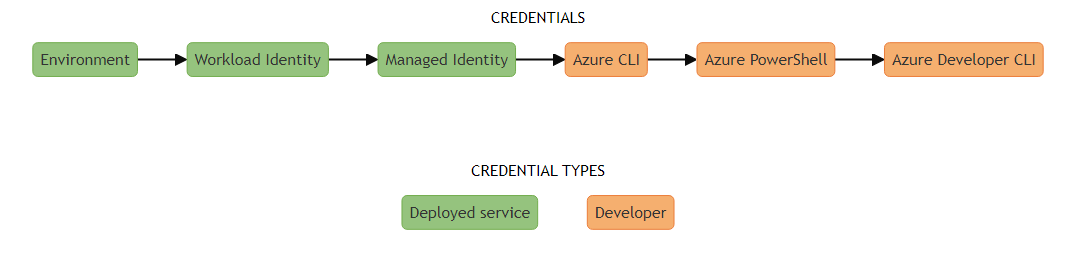 CREDENTIALS
Environment
Workload Identity
Managed Identity
Azure CLI
Azure PowerShell
Azure Developer CLI
CREDENTIAL TYPES
Deployed service
Developer